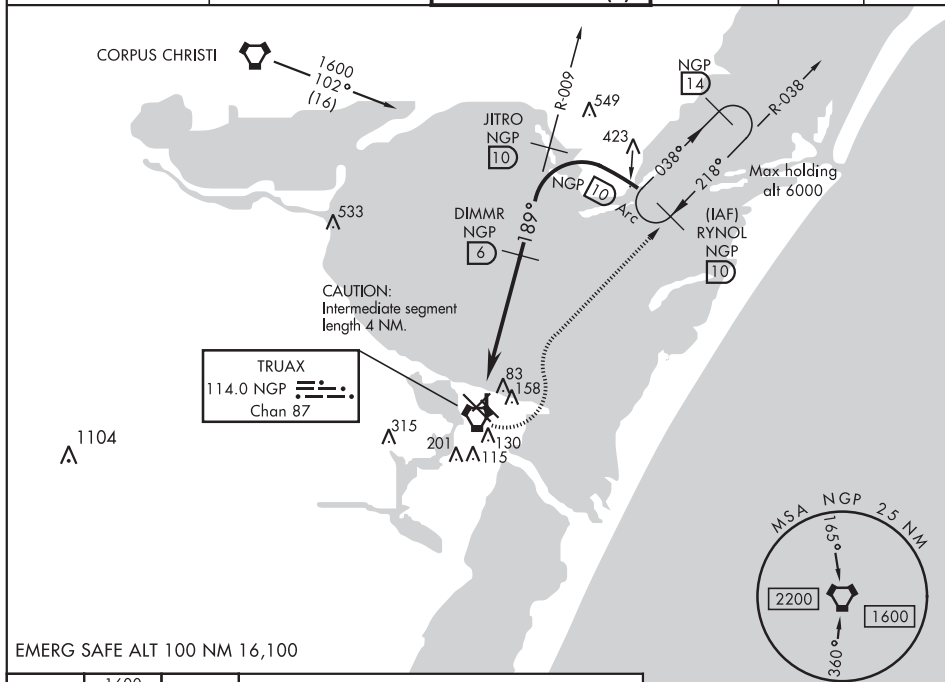 (1)
CORPUS CHRISTI
1600
102°
(16)
R-009
549
NGP
14
R-038
JITRO
NGP
10
423
038°
218°
Max holding
alt 6000
NGP 10 Arc
533
DIMMR
NGP
6
189°
(IAF)
RYNOL
NGP
10
CAUTION:
Intermediate segment
length 4 NM.
TRUAX
114.0 NGP
Chan 87
83
158
1104
315
201
130
115
MSA NGP 25 NM
165°
2200
1600
360°
EMERG SAFE ALT 100 NM 16,100
1600